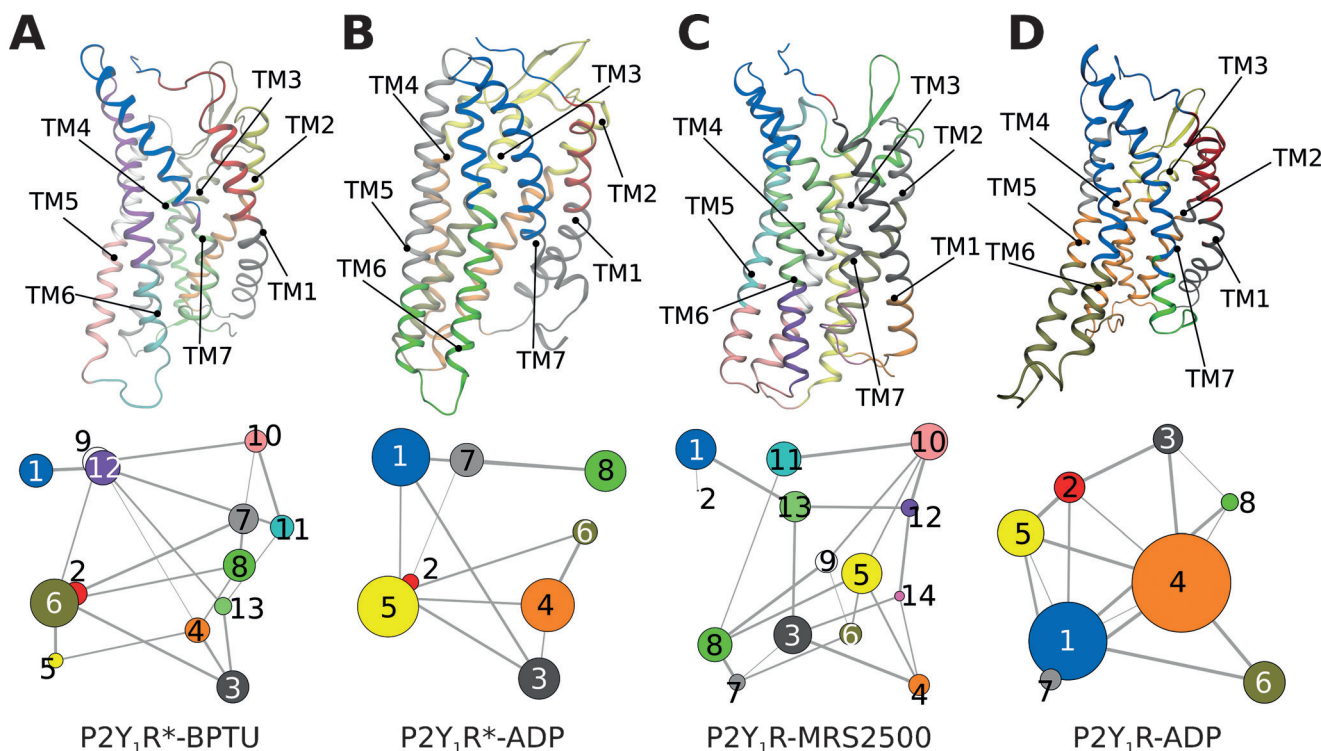 A
TM3
TM4
TM2
TM5
TM6
TM1
TM7
B
TM3
TM4
TM2
TM5
TM6
TM1
TM7
C
TM3
TM4
TM2
TM5
TM1
TM6
TM7
D
TM3
TM4
TM2
TM5
TM6
TM1
TM7
9
10
1
12
7
11
8
2
6
13
4
5
3
P2Y₁R*-BPTU
1
7
8
6
2
5
4
3
P2Y₁R*-ADP
1
10
11
2
13
12
9
5
14
3
6
8
7
4
P2Y₁R-MRS2500
3
2
8
5
4
1
7
6
P2Y₁R-ADP